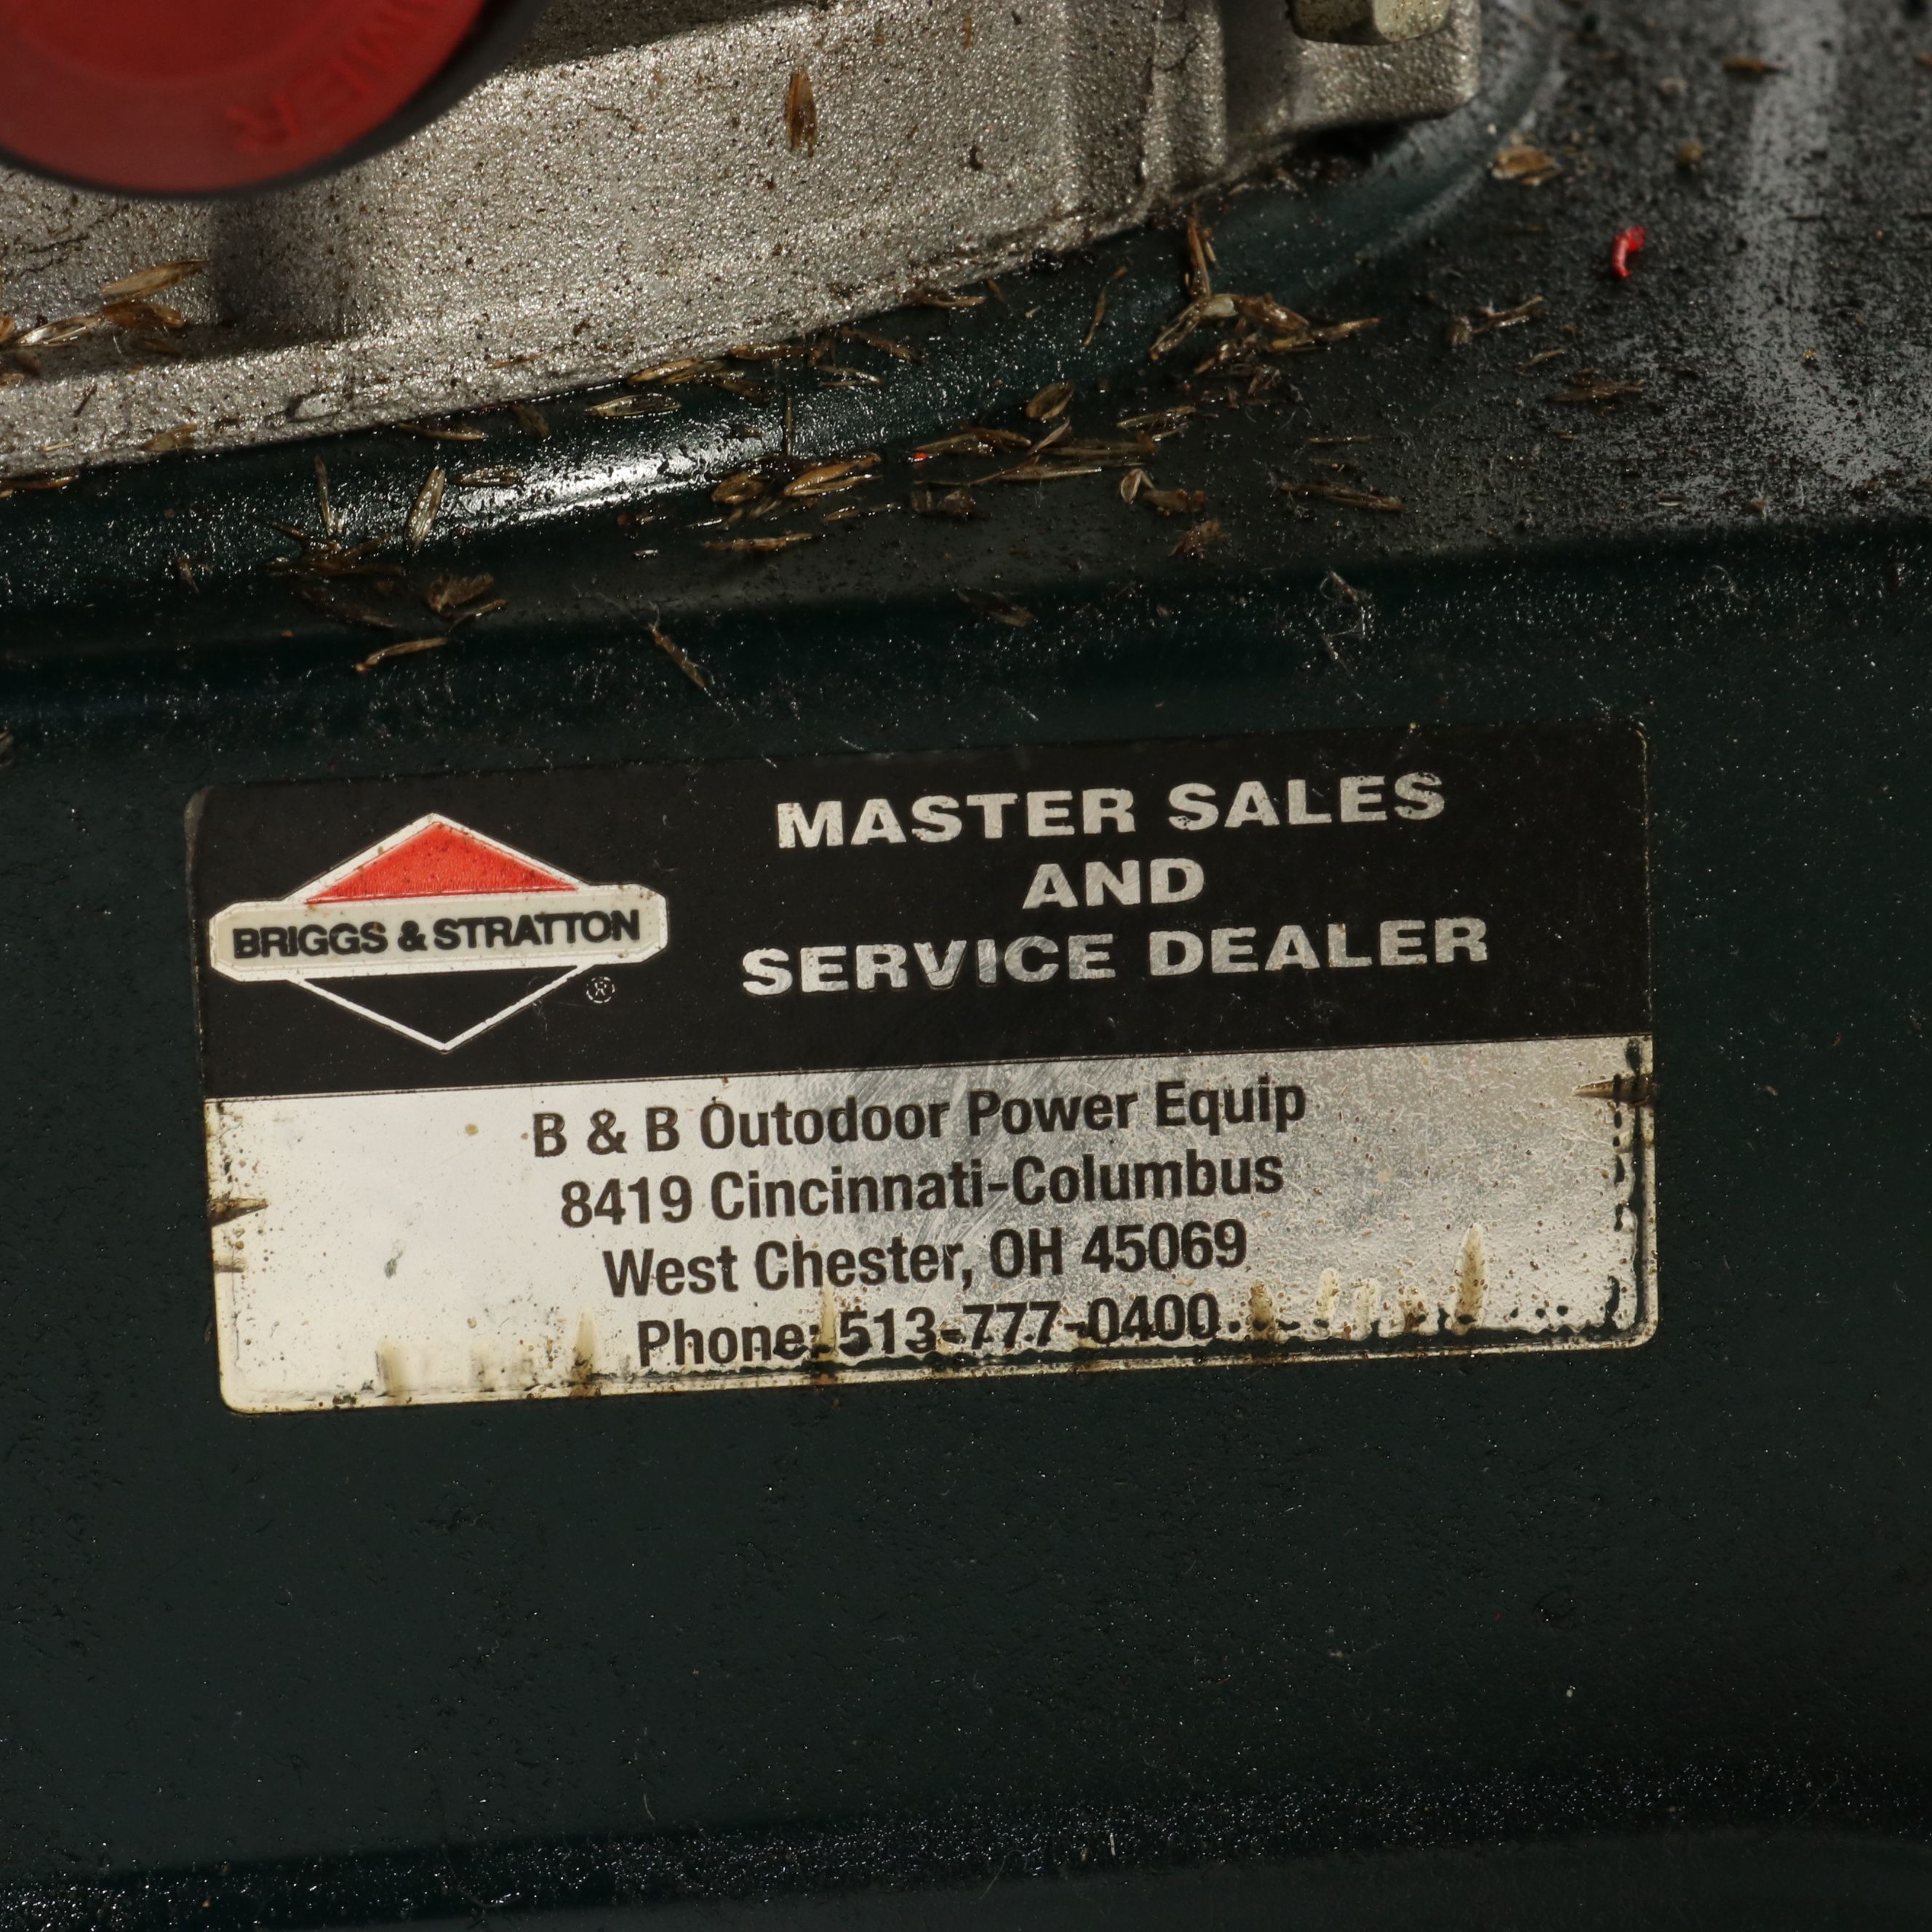 MASTER SALES
AND
SERVICE DEALER
BRIGGS & STRATTON
®
B & B Outodoor Power Equip
8419 Cincinnati-Columbus
West Chester, OH 45069
Phone: 513-777-0400